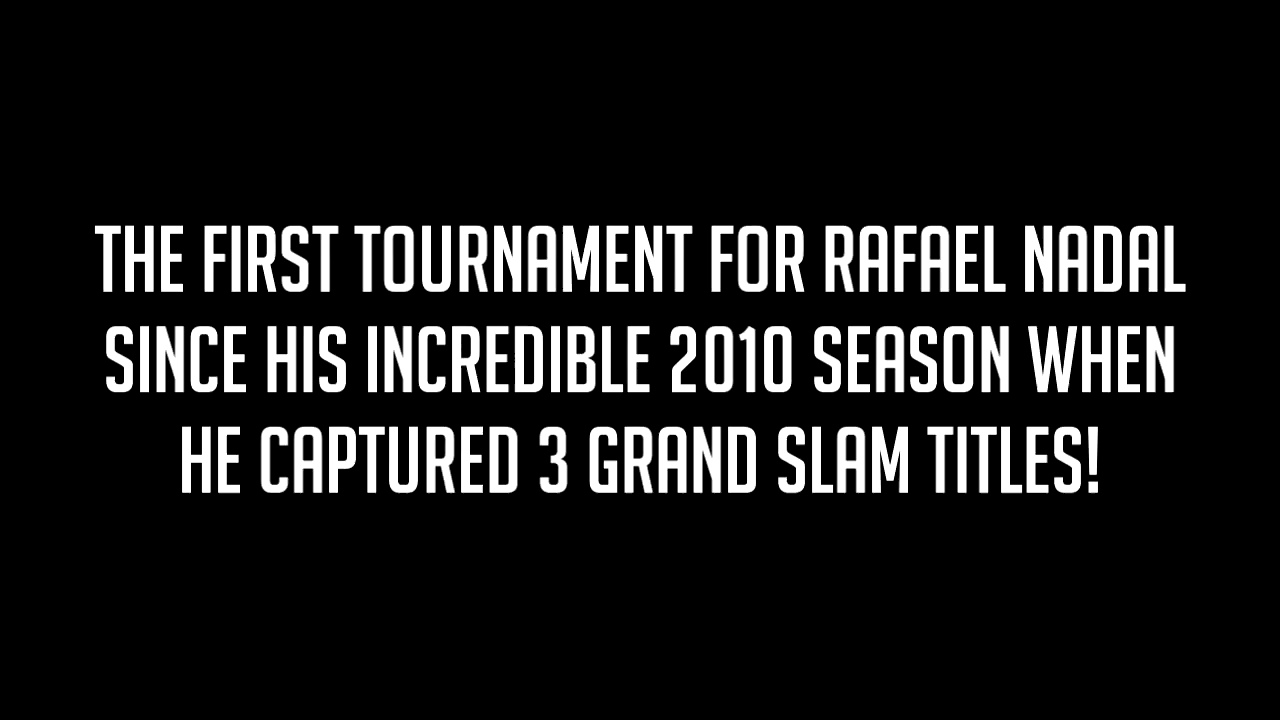 THE FIRST TOURNAMENT FOR RAFAEL NADAL
SINCE HIS INCREDIBLE 2010 SEASON WHEN
HE CAPTURED 3 GRAND SLAM TITLES!